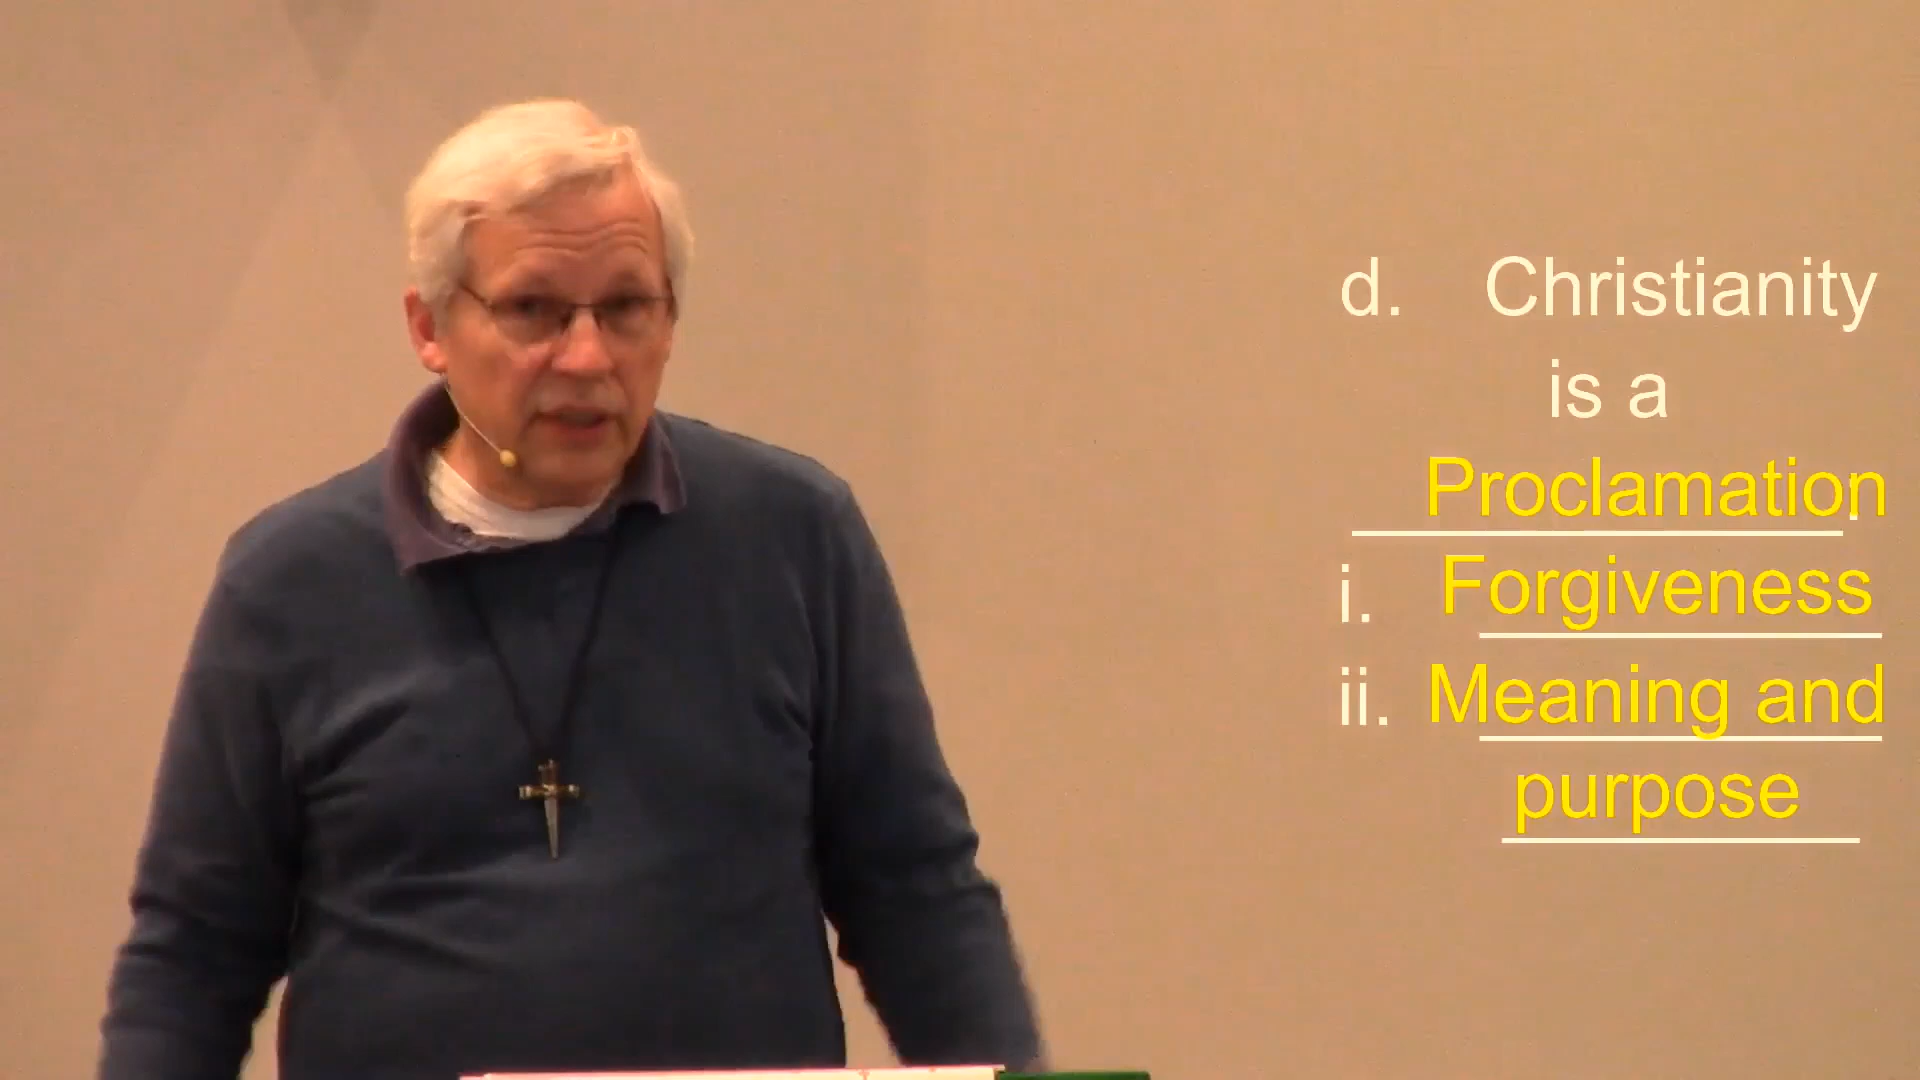 d. Christianity
is a
Proclamation.
i. Forgiveness
ii. Meaning and
purpose